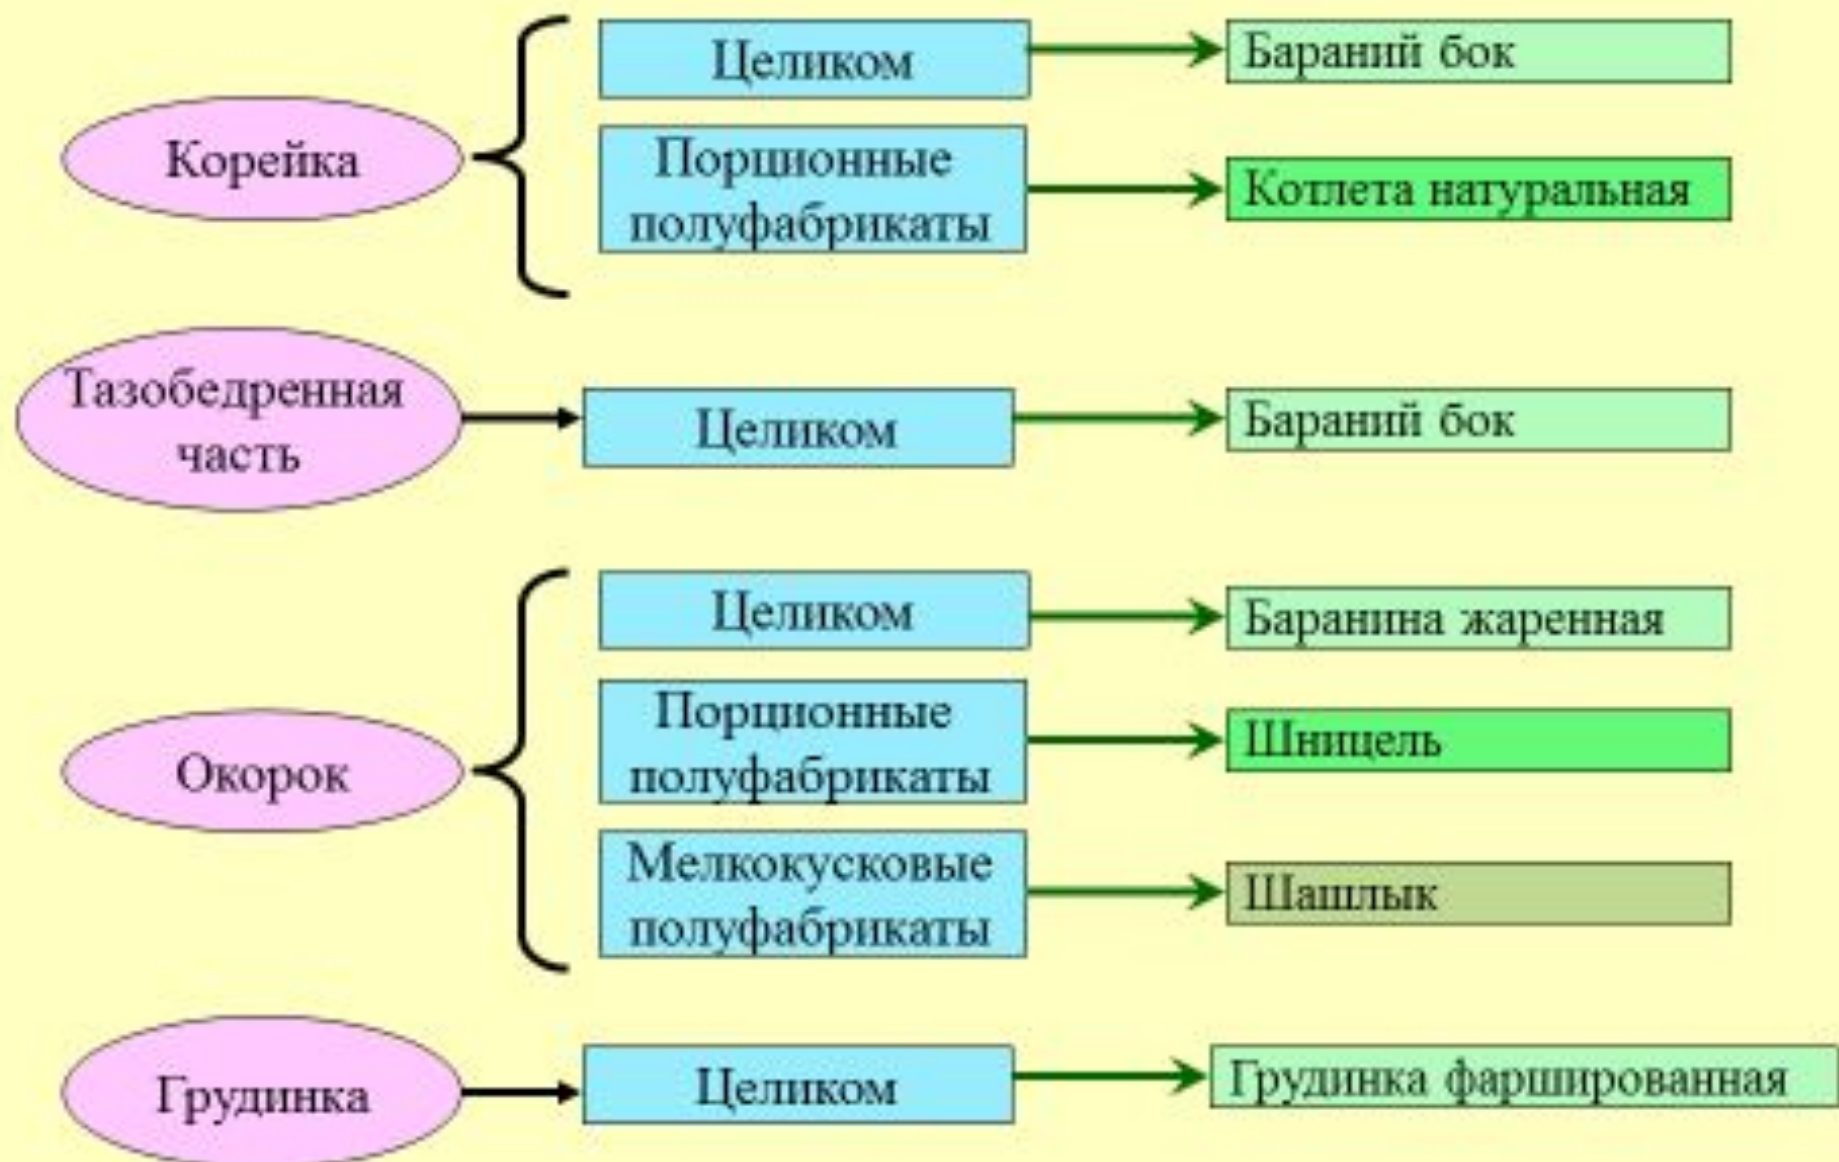 Корейка
Целиком
Бараний бок
Порционные
полуфабрикаты
Котлета натуральная
Тазобедренная
часть
Целиком
Бараний бок
Окорок
Целиком
Баранина жаренная
Порционные
полуфабрикаты
Шницель
Мелкокусковые
полуфабрикаты
Шашлык
Грудинка
Целиком
Грудинка фаршированная